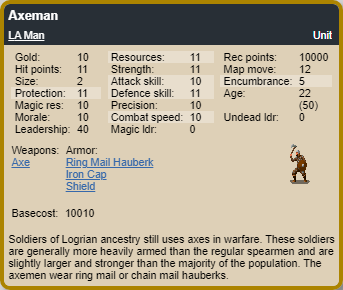 Axeman
LA Man Unit
Gold: 10 Resources: 11 Rec points: 10000
Hit points: 11 Strength: 11 Map move: 12
Size: 2 Attack skill: 10 Encumbrance: 5
Protection: 11 Defence skill: 11 Age: 22
Magic res: 10 Precision: 10 (50)
Morale: 10 Combat speed: 10 Undead ldr: 0
Leadership: 40 Magic ldr: 0
Weapons: Armor:
Axe Ring Mail Hauberk
Iron Cap
Shield
Basecost: 10010
Soldiers of Logrian ancestry still uses axes in warfare. These soldiers
are generally more heavily armed than the regular spearmen and are
slightly larger and stronger than the majority of the population. The
axemen wear ring mail or chain mail hauberks.